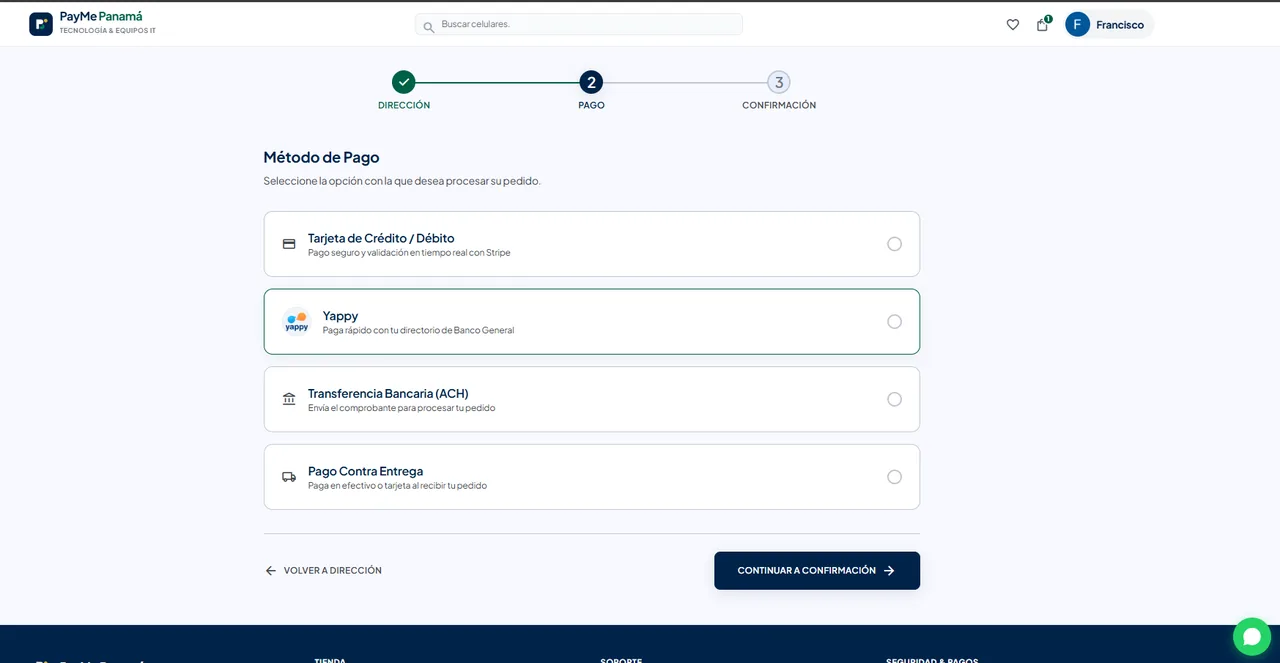 PayMe Panamá
TECNOLOGÍA & EQUIPOS IT
Buscar celulares.
1
F
Francisco
2
3
DIRECCIÓN
PAGO
CONFIRMACIÓN
Método de Pago
Seleccione la opción con la que desea procesar su pedido.
Tarjeta de Crédito / Débito
Pago seguro y validación en tiempo real con Stripe
yappy
Yappy
Paga rápido con tu directorio de Banco General
Transferencia Bancaria (ACH)
Envía el comprobante para procesar tu pedido
Pago Contra Entrega
Paga en efectivo o tarjeta al recibir tu pedido
VOLVER A DIRECCIÓN
CONTINUAR A CONFIRMACIÓN
PayMe Panamá
TIENDA
SOPORTE
SEGURIDAD & PAGOS